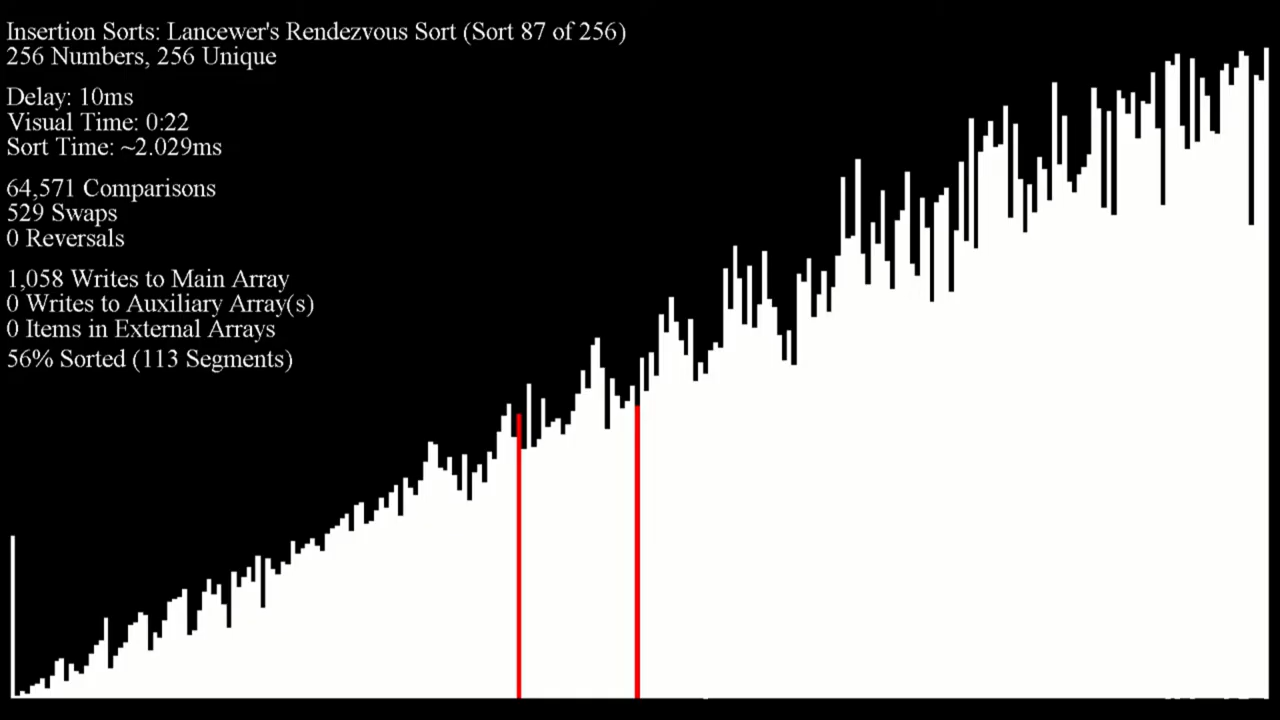 Insertion Sorts: Lancewer's Rendezvous Sort (Sort 87 of 256)
256 Numbers, 256 Unique
Delay: 10ms
Visual Time: 0:22
Sort Time: ~2.029ms
64,571 Comparisons
529 Swaps
0 Reversals
1,058 Writes to Main Array
0 Writes to Auxiliary Array(s)
0 Items in External Arrays
56% Sorted (113 Segments)